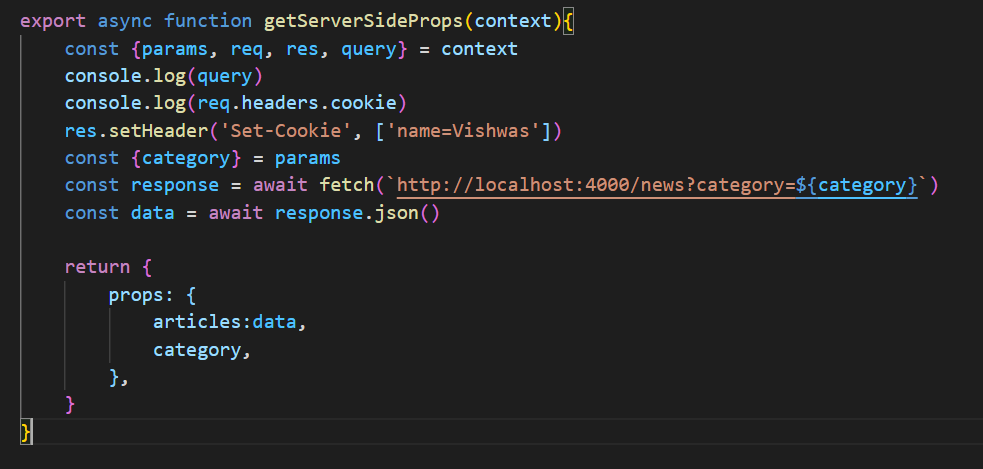 export async function getServerSideProps(context){
    const {params, req, res, query} = context
    console.log(query)
    console.log(req.headers.cookie)
    res.setHeader('Set-Cookie', ['name=Vishwas'])
    const {category} = params
    const response = await fetch(`http://localhost:4000/news?category=${category}`)
    const data = await response.json()

    return {
        props: {
            articles:data,
            category,
        },
    }
}